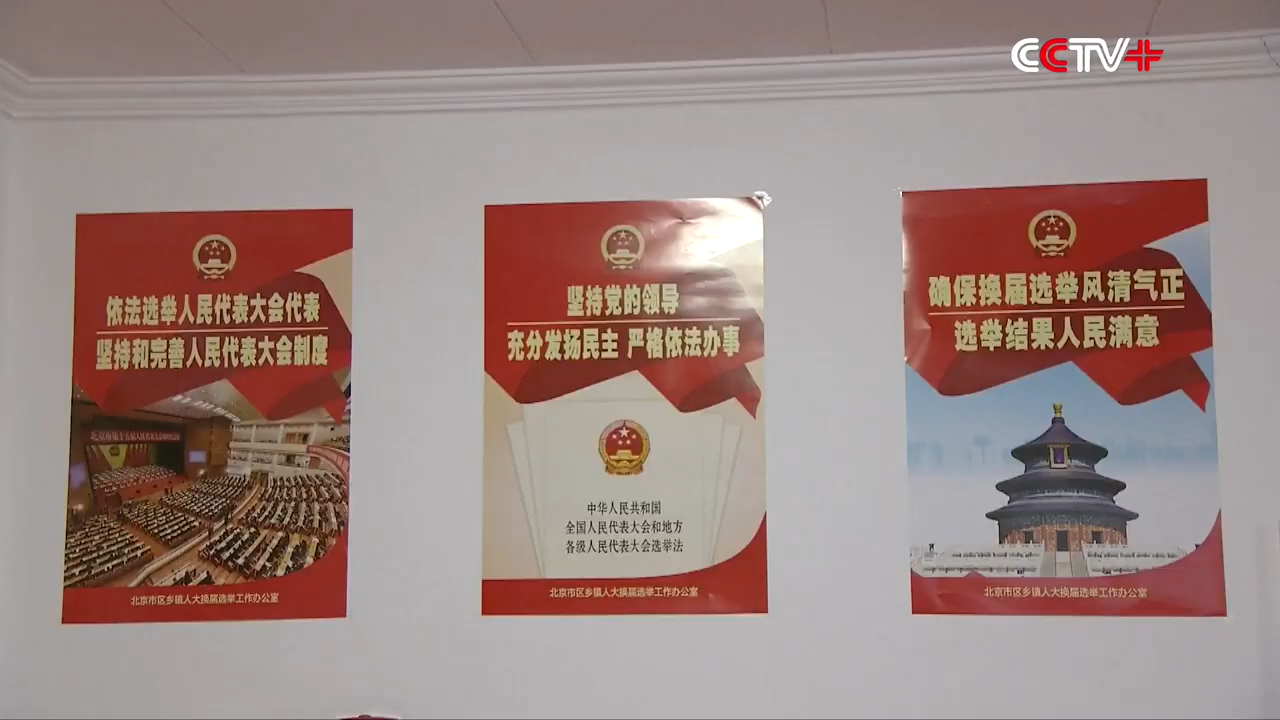 CCTV+
依法选举人民代表大会代表
坚持和完善人民代表大会制度
北京市区乡镇人大换届选举工作办公室
坚持党的领导
充分发扬民主 严格依法办事
中华人民共和国
全国人民代表大会和地方
各级人民代表大会选举法
北京市区乡镇人大换届选举工作办公室
确保换届选举风清气正
选举结果人民满意
北京市区乡镇人大换届选举工作办公室